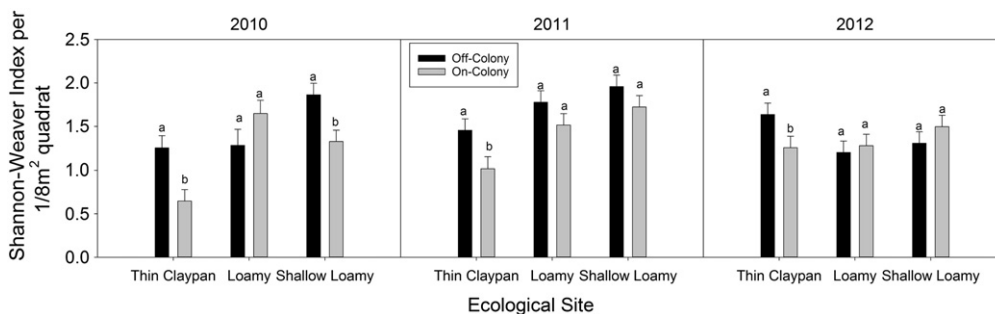 2010 2011 2012
Shannon-Weaver Index per
1/8m² quadrat
2.5
2.0
1.5
1.0
0.5
0.0
Off-Colony
On-Colony
a b a a a b
a b a a a a
a b a a a a
Thin Claypan Loamy Shallow Loamy
Thin Claypan Loamy Shallow Loamy
Thin Claypan Loamy Shallow Loamy
Ecological Site